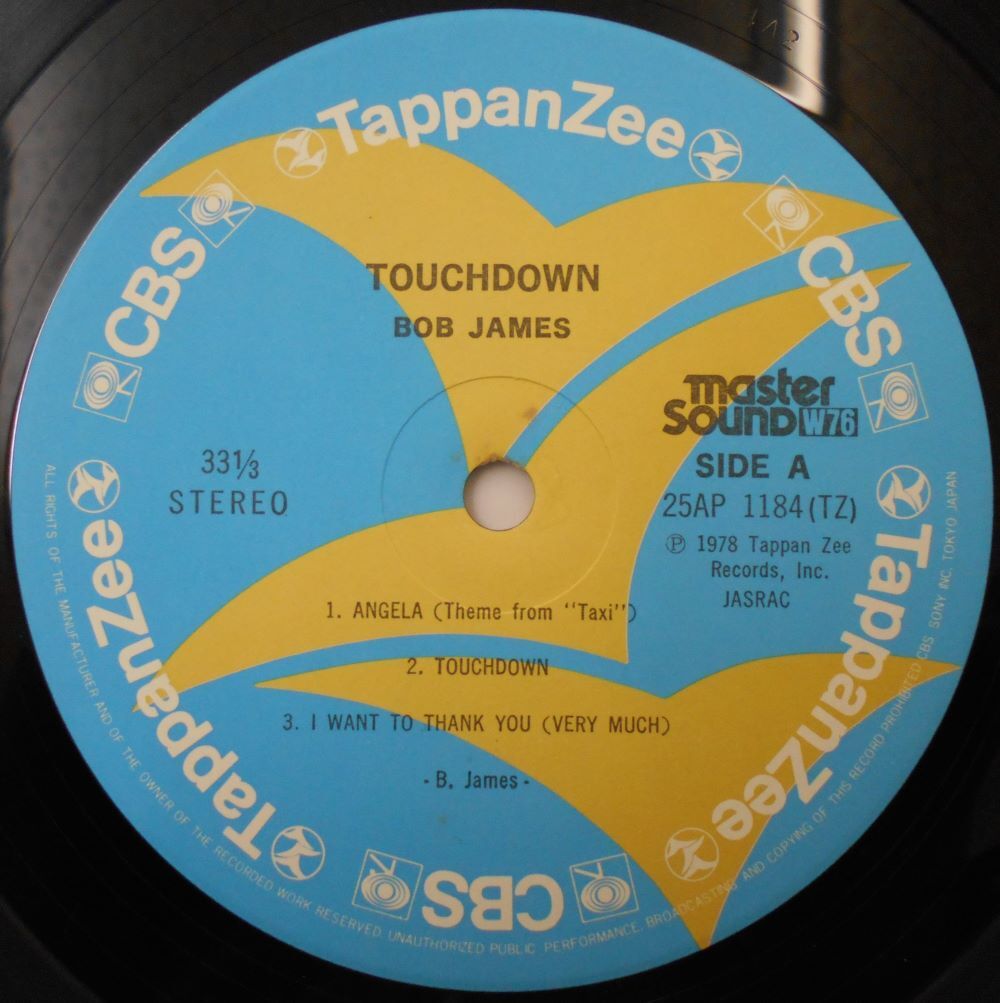 TappanZee
CBS
CBS
TOUCHDOWN
BOB JAMES
master
Sound W76
33⅓
STEREO
SIDE A
25AP 1184(TZ)
℗ 1978 Tappan Zee
Records, Inc.
JASRAC
1. ANGELA (Theme from "Taxi")
2. TOUCHDOWN
3. I WANT TO THANK YOU (VERY MUCH)
- B. James -
TappanZee
TappanZee
CBS
ALL RIGHTS OF THE MANUFACTURER AND OF THE OWNER OF THE RECORDED WORK RESERVED. UNAUTHORIZED PUBLIC PERFORMANCE. BROADCASTING AND COPYING OF THIS RECORD PROHIBITED CBS SONY INC. TOKYO JAPAN